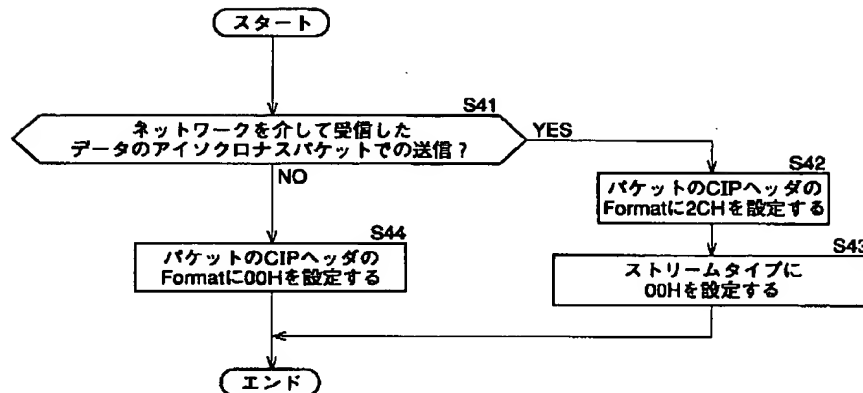 スタート
S41
ネットワークを介して受信した
データのアイソクロナスパケットでの送信？
YES
NO
S42
パケットのCIPヘッダの
Formatに2CHを設定する
S44
パケットのCIPヘッダの
Formatに00Hを設定する
S43
ストリームタイプに
00Hを設定する
エンド